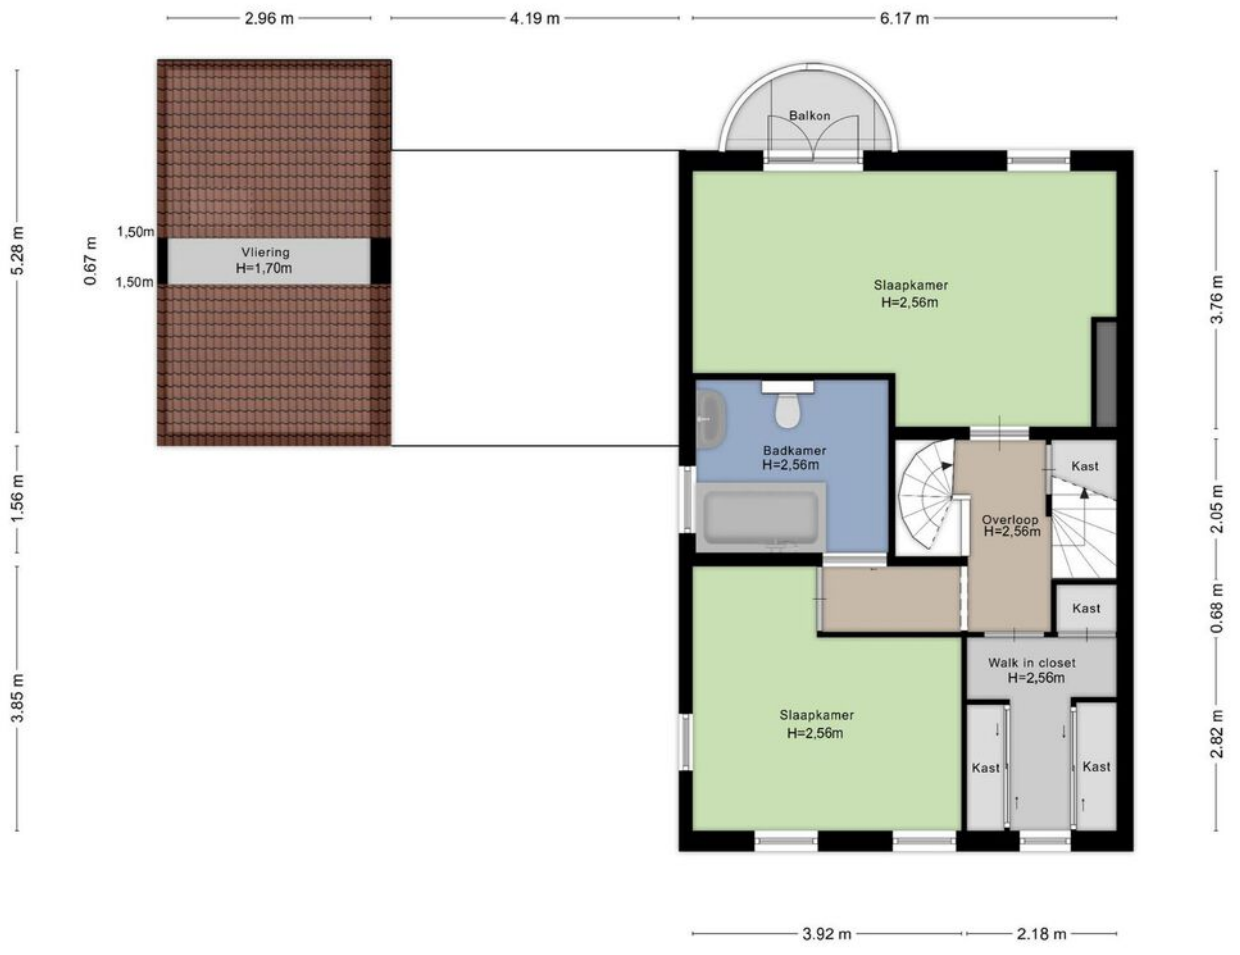 2.96 m
4.19 m
6.17 m
Balkon
5.28 m
0.67 m
1,50m
Vliering
H=1,70m
1,50m
Slaapkamer
H=2,56m
3.76 m
Badkamer
H=2,56m
Kast
1.56 m
2.05 m
Overloop
H=2,56m
Kast
0.68 m
Walk in closet
H=2,56m
3.85 m
Slaapkamer
H=2,56m
2.82 m
Kast
Kast
3.92 m
2.18 m